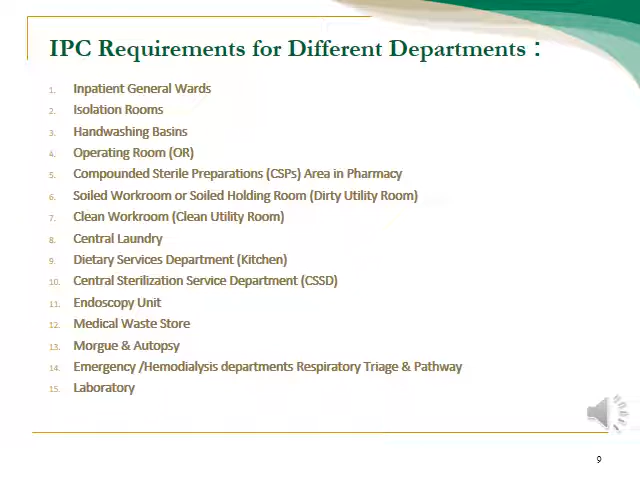 IPC Requirements for Different Departments :
1. Inpatient General Wards
2. Isolation Rooms
3. Handwashing Basins
4. Operating Room (OR)
5. Compounded Sterile Preparations (CSPs) Area in Pharmacy
6. Soiled Workroom or Soiled Holding Room (Dirty Utility Room)
7. Clean Workroom (Clean Utility Room)
8. Central Laundry
9. Dietary Services Department (Kitchen)
10. Central Sterilization Service Department (CSSD)
11. Endoscopy Unit
12. Medical Waste Store
13. Morgue & Autopsy
14. Emergency /Hemodialysis departments Respiratory Triage & Pathway
15. Laboratory
9